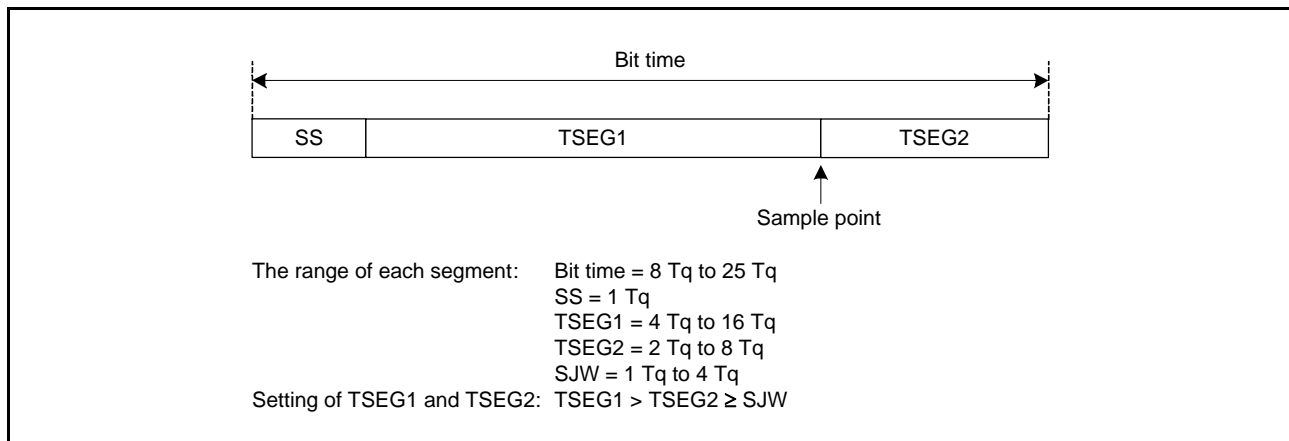 Bit time
SS TSEG1 TSEG2
Sample point
The range of each segment: Bit time = 8 Tq to 25 Tq
SS = 1 Tq
TSEG1 = 4 Tq to 16 Tq
TSEG2 = 2 Tq to 8 Tq
SJW = 1 Tq to 4 Tq
Setting of TSEG1 and TSEG2: TSEG1 > TSEG2 ≥ SJW